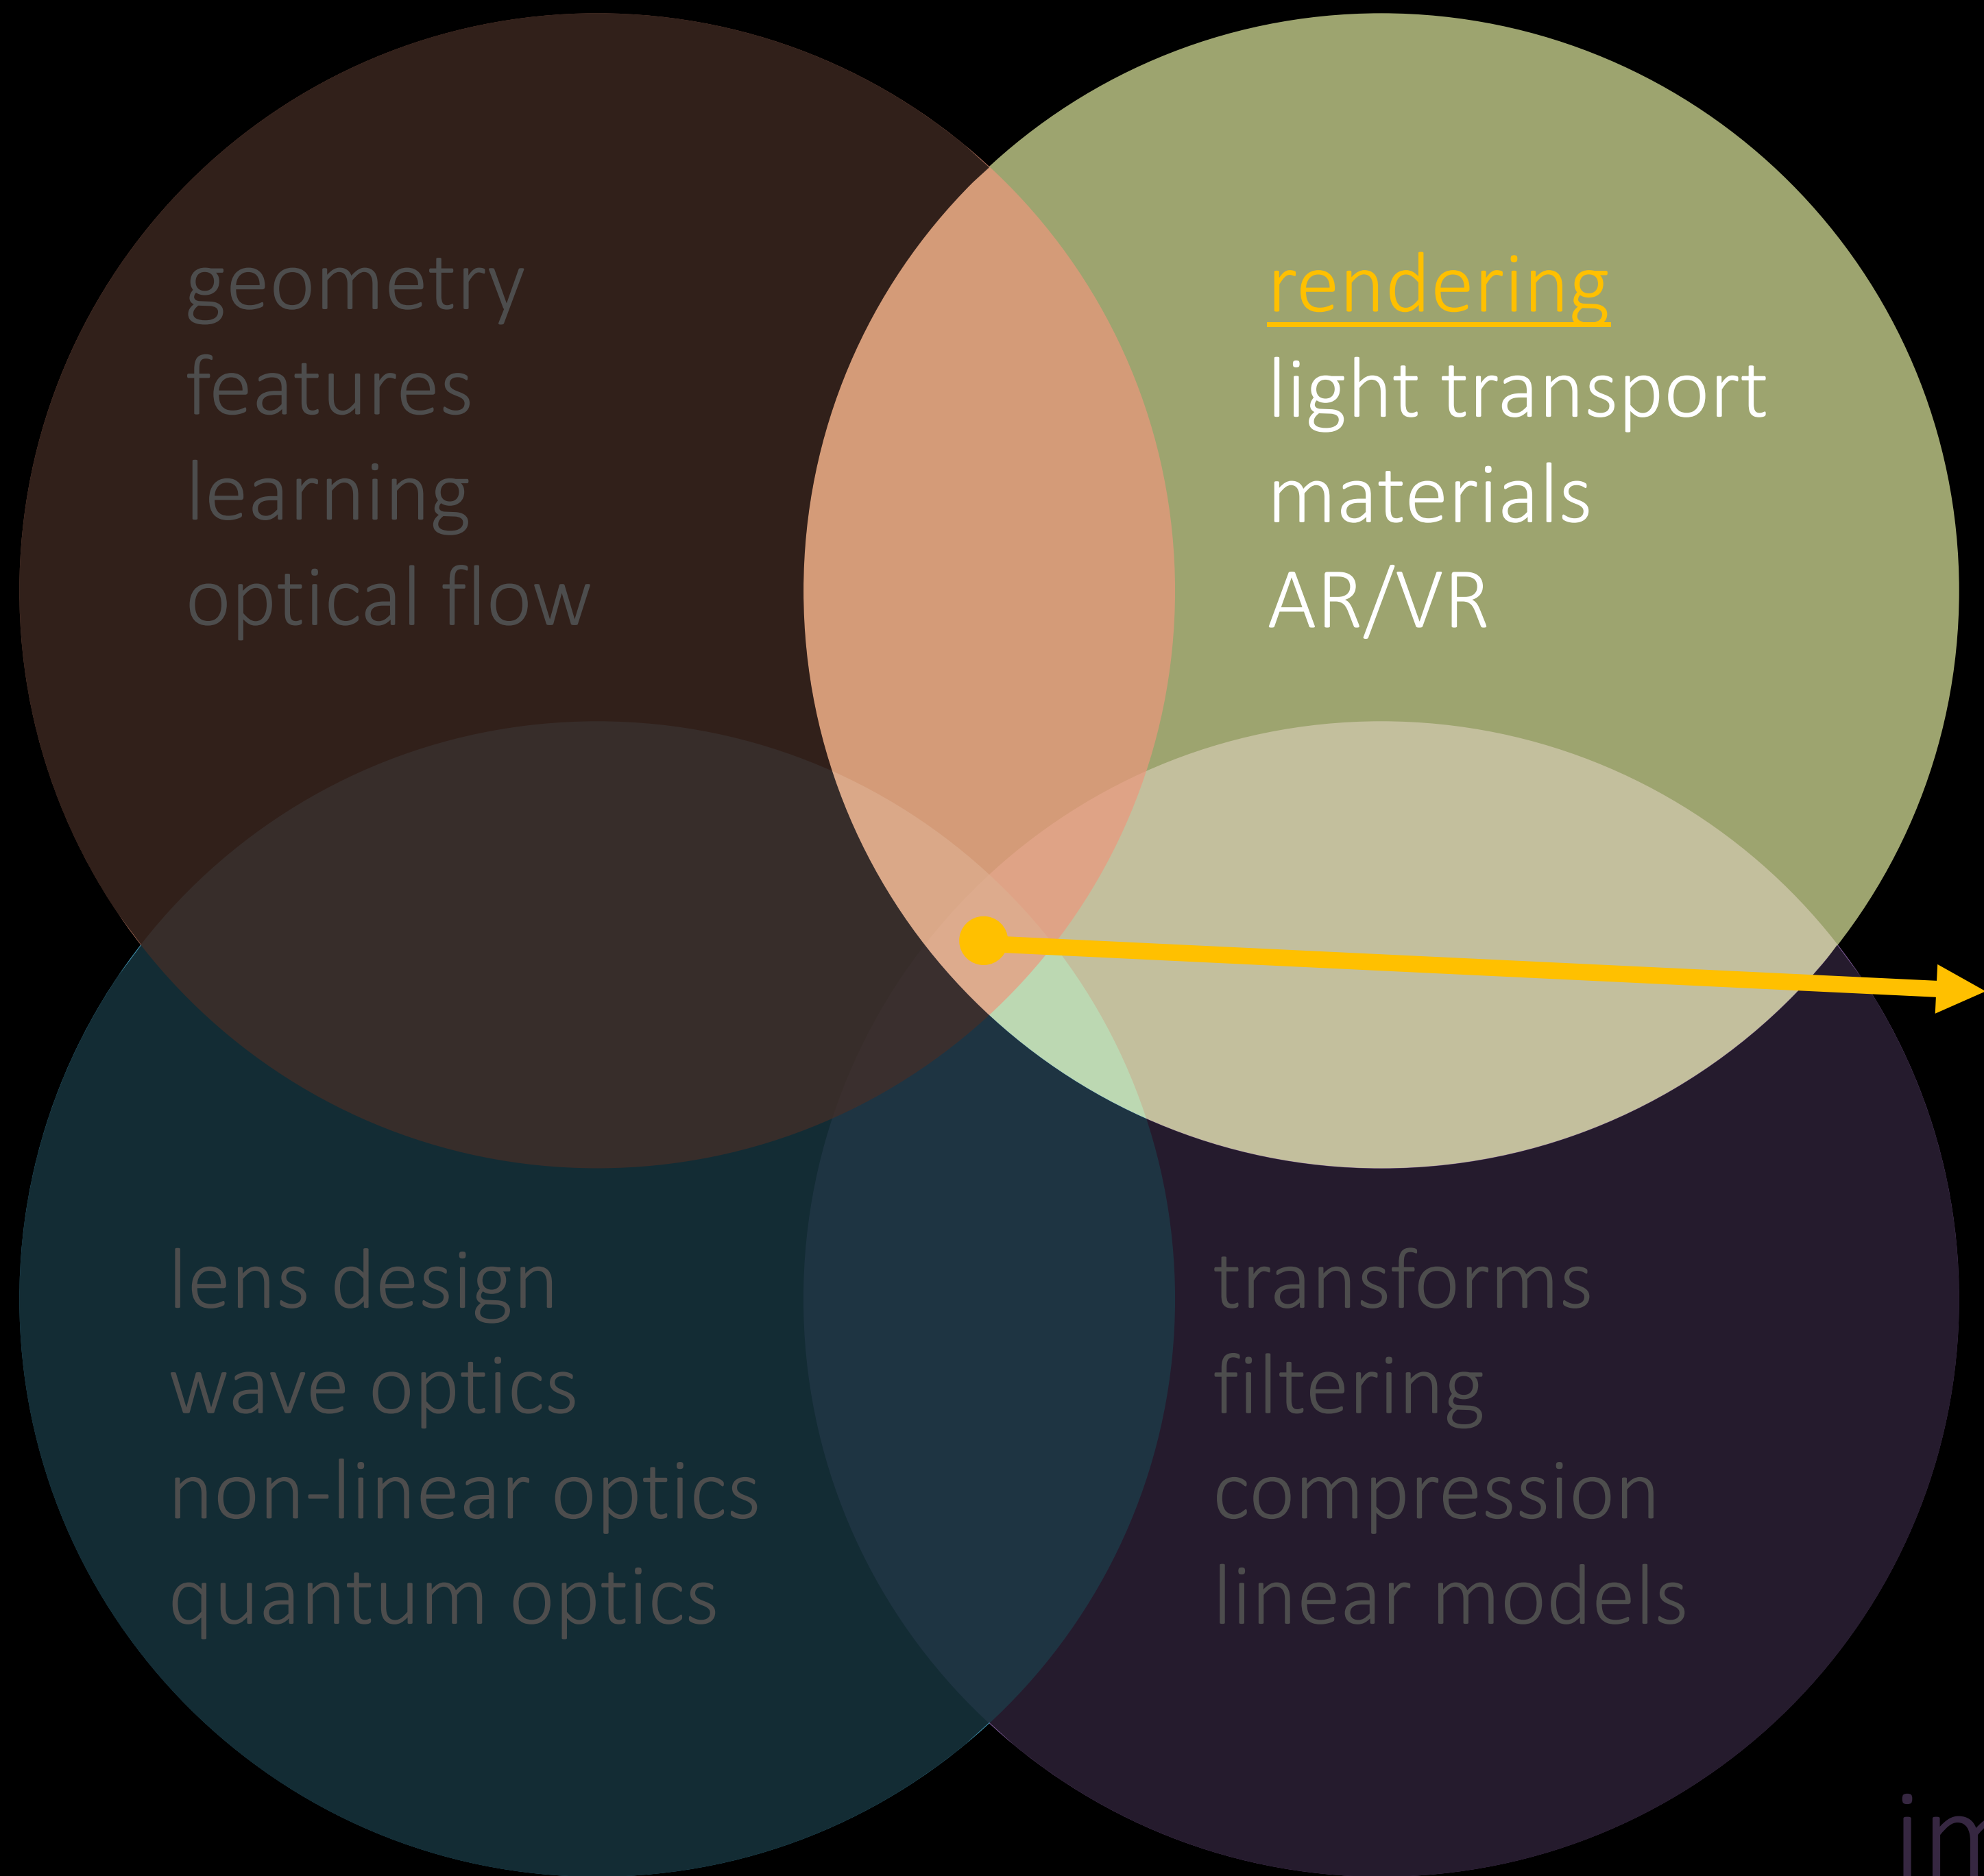 geometry
features
learning
optical flow
rendering
light transport
materials
AR/VR
lens design
wave optics
non-linear optics
quantum optics
transforms
filtering
compression
linear models